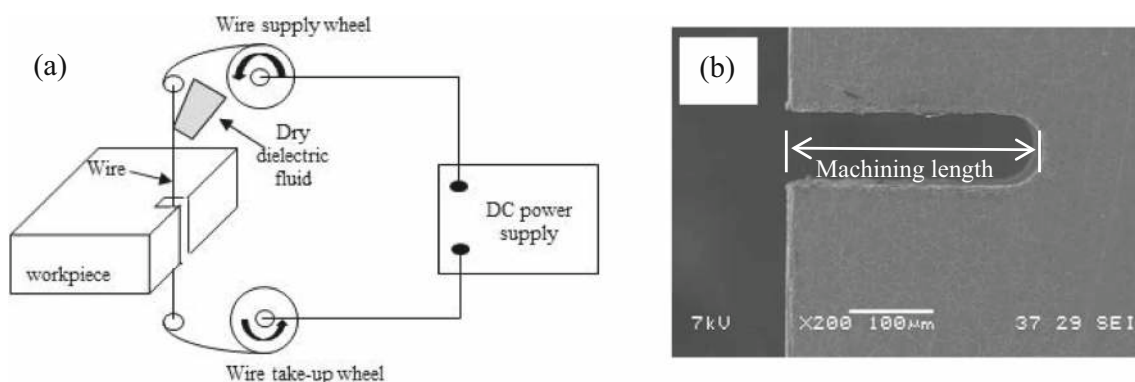 (a)
Wire supply wheel
Dry
dielectric
fluid
Wire
DC power
supply
workpiece
Wire take-up wheel
(b)
Machining length
7kV X200 100μm 37 29 SEI